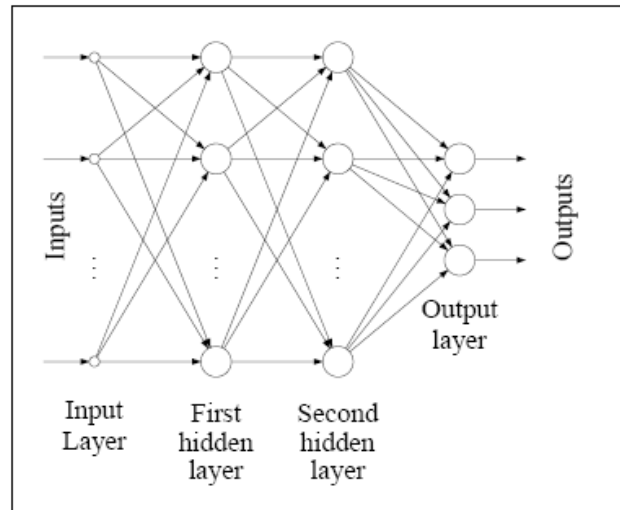 Inputs
⋮ ⋮ ⋮
Outputs
Output
layer
Input
Layer
First
hidden
layer
Second
hidden
layer